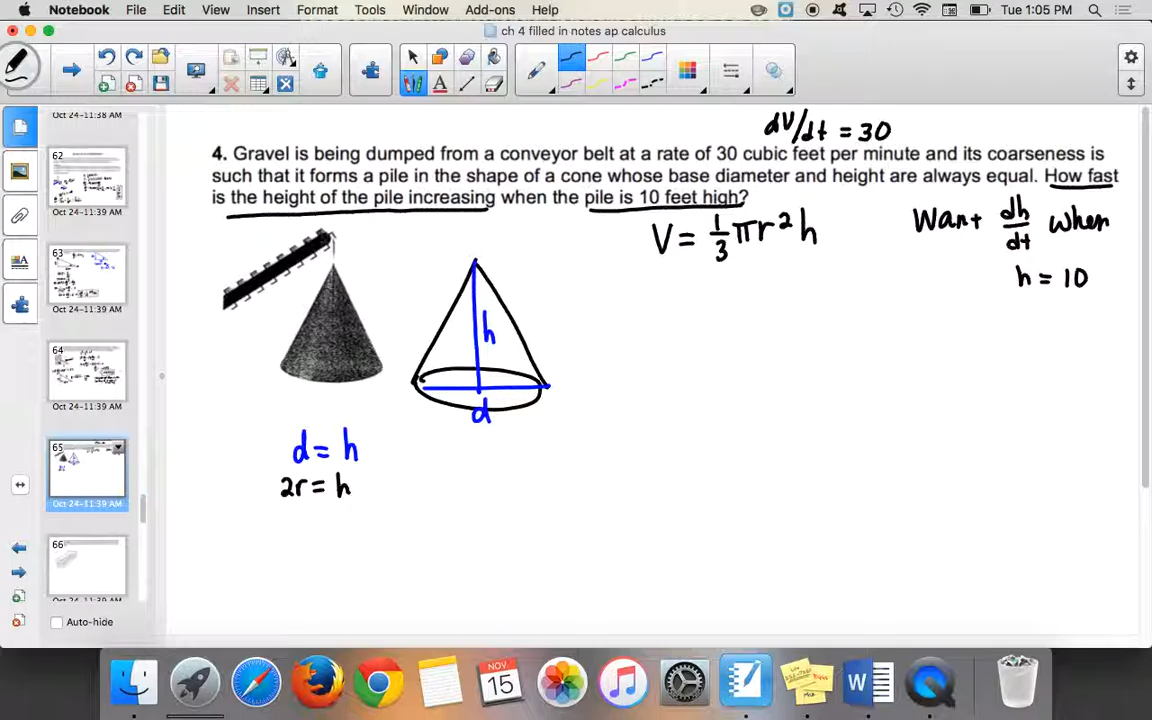 Notebook File Edit View Insert Format Tools Window Add-ons Help Tue 1:05 PM
ch 4 filled in notes ap calculus
Oct 24-11:38 AM
62
Oct 24-11:39 AM
63
Oct 24-11:39 AM
64
Oct 24-11:39 AM
65
Oct 24-11:39 AM
66
Auto-hide
dV/dt = 30
4. Gravel is being dumped from a conveyor belt at a rate of 30 cubic feet per minute and its coarseness is
such that it forms a pile in the shape of a cone whose base diameter and height are always equal. How fast
is the height of the pile increasing when the pile is 10 feet high?
V = 1/3 πr²h
Want dh/dt when
h = 10
h
d
d = h
2r = h
NOV
15
W